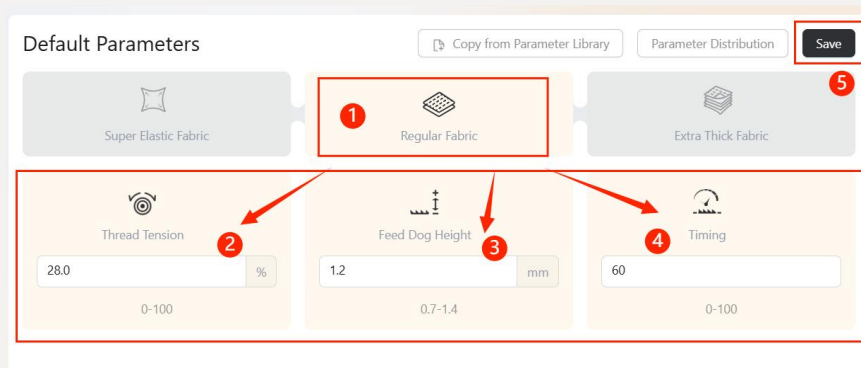 Default Parameters
Copy from Parameter Library
Parameter Distribution
Save
5
1
Super Elastic Fabric
Regular Fabric
Extra Thick Fabric
Thread Tension
2
Feed Dog Height
3
4
Timing
28.0 %
1.2 mm
60
0-100
0.7-1.4
0-100